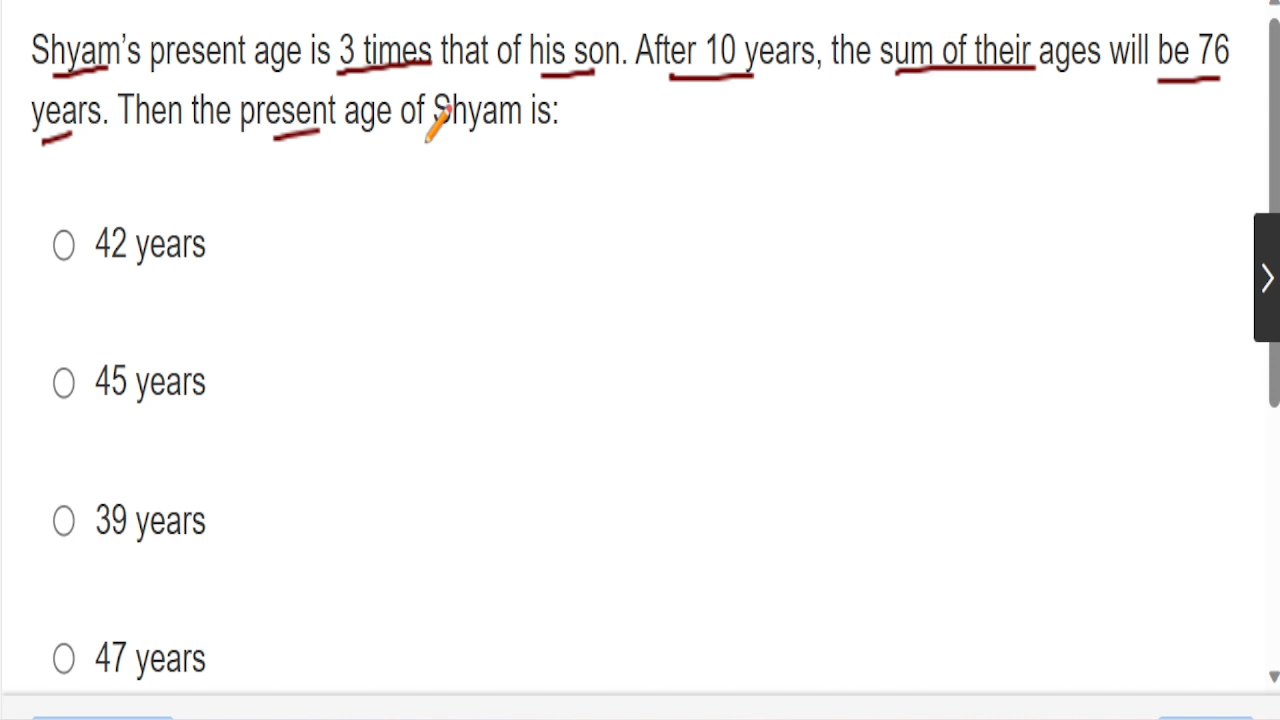 Shyam’s present age is 3 times that of his son. After 10 years, the sum of their ages will be 76
years. Then the present age of Shyam is:
42 years
45 years
39 years
47 years